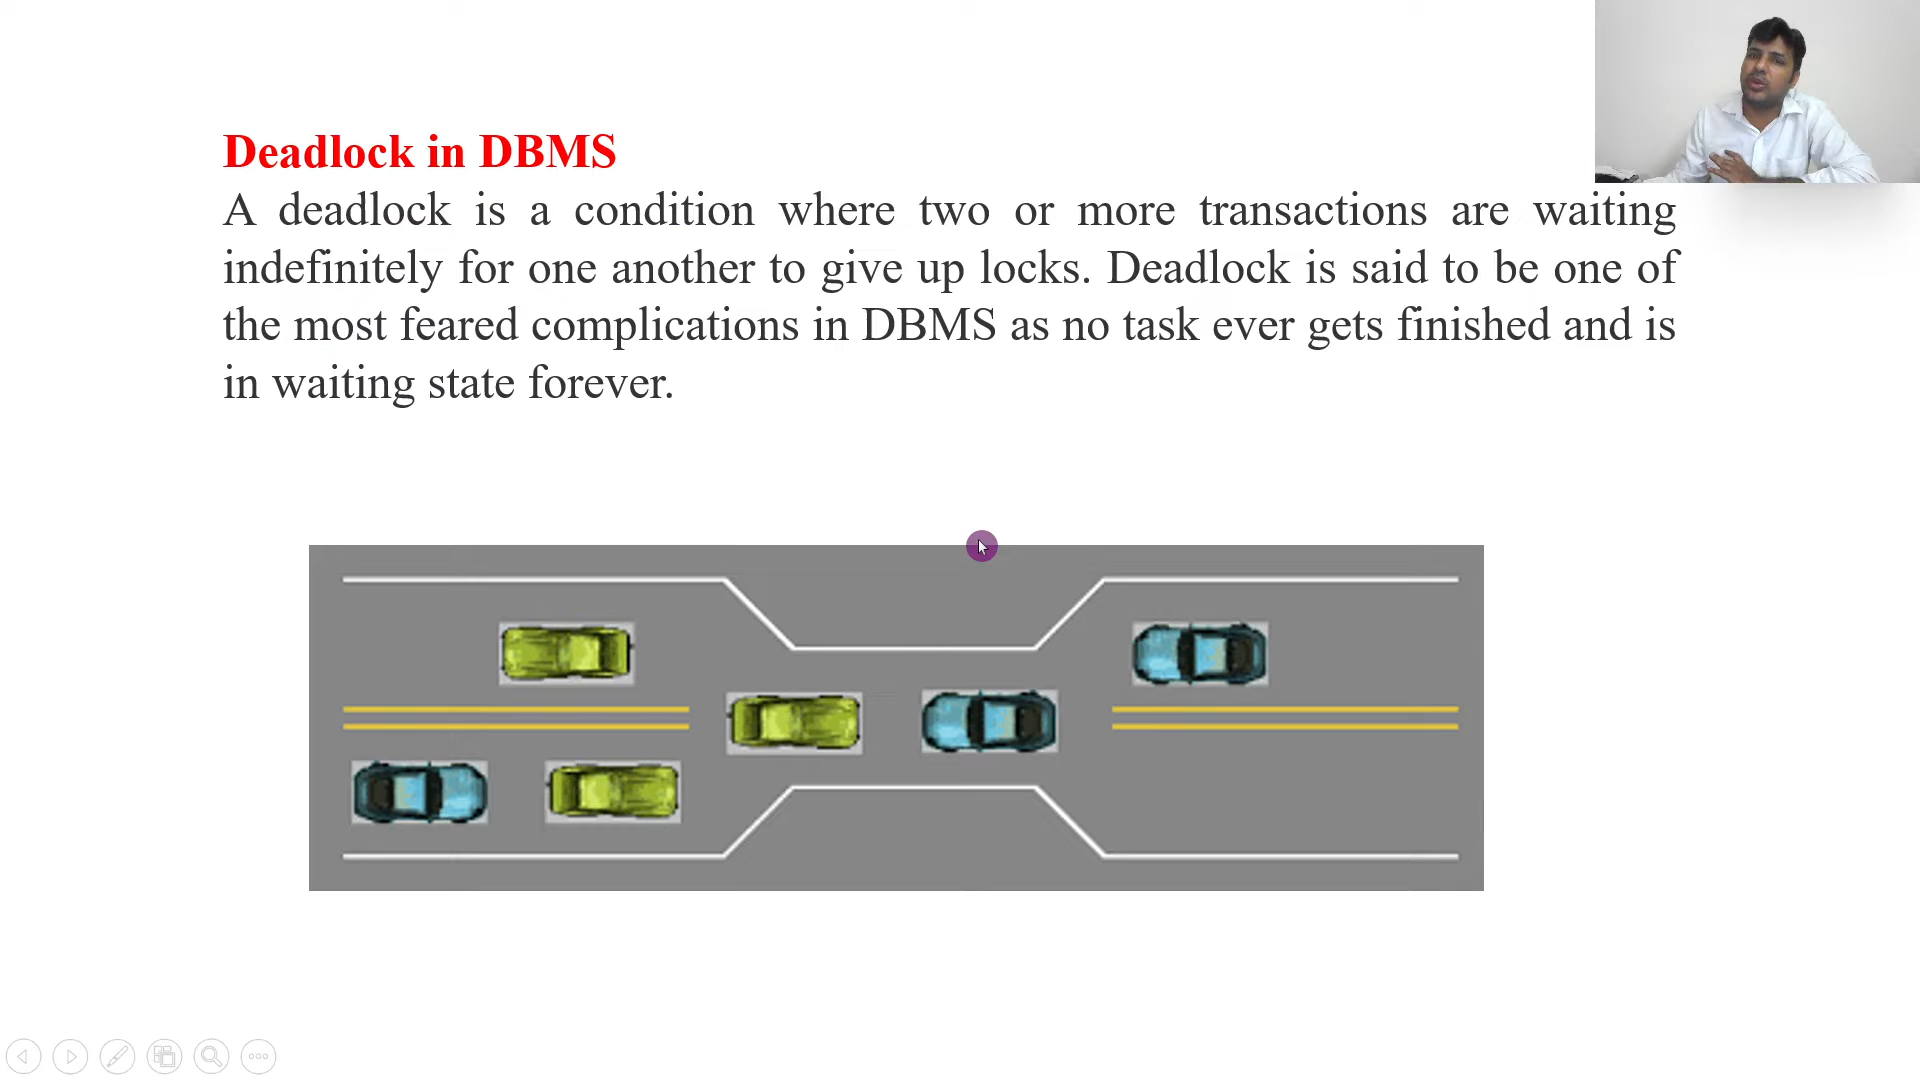 Deadlock in DBMS
A deadlock is a condition where two or more transactions are waiting
indefinitely for one another to give up locks. Deadlock is said to be one of
the most feared complications in DBMS as no task ever gets finished and is
in waiting state forever.